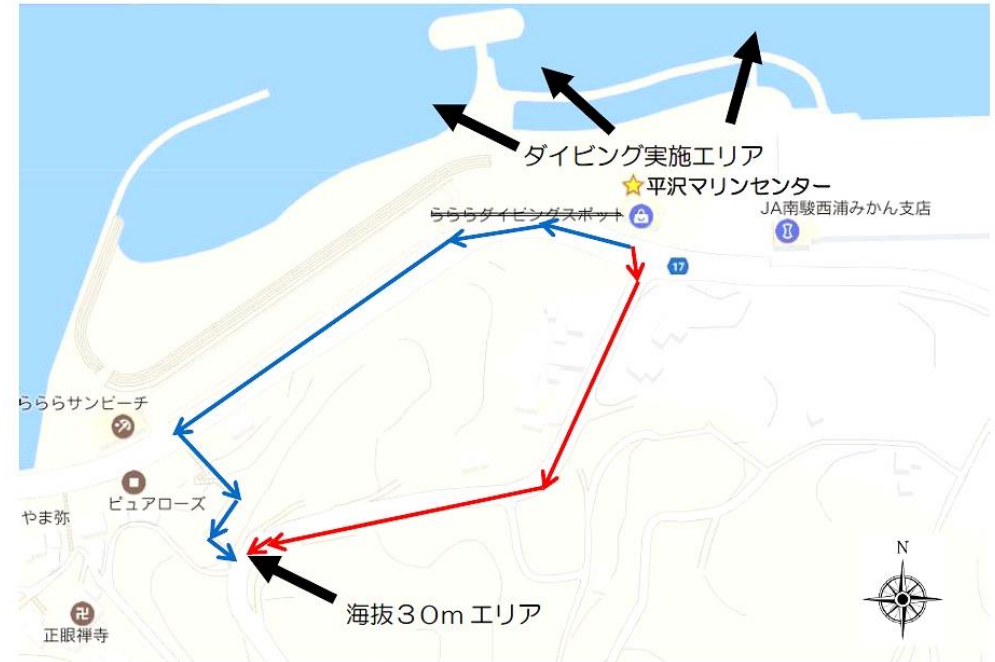 ダイビング実施エリア
平沢マリンセンター
らららダイビングスポット
JA南駿西浦みかん支店
17
らららサンビーチ
ピュアローズ
やま弥
海抜30mエリア
正眼禅寺
N